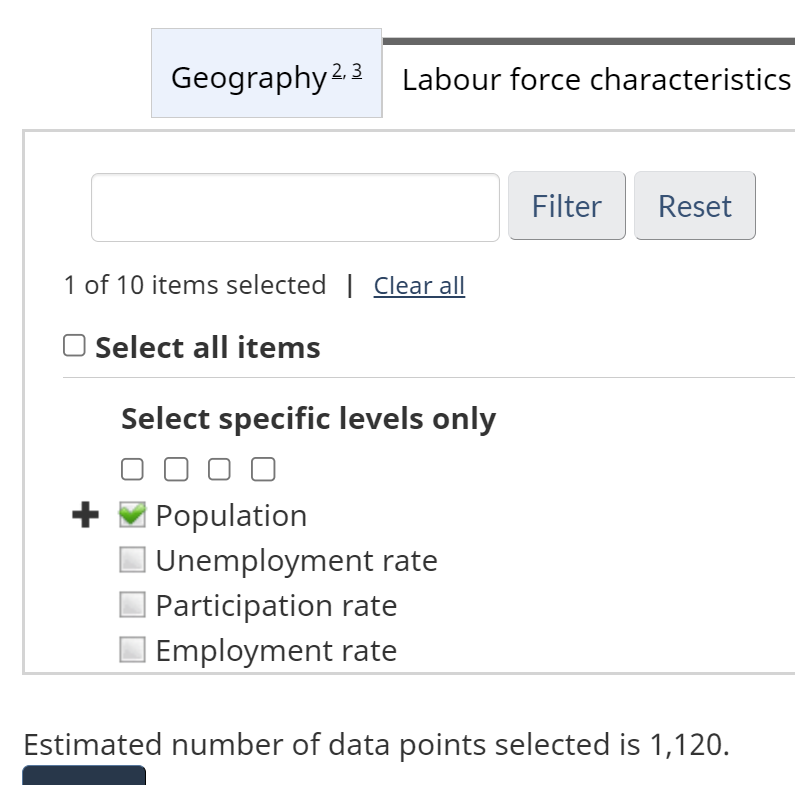 Geography 2, 3 Labour force characteristics
Filter Reset
1 of 10 items selected | Clear all
Select all items
Select specific levels only
Population
Unemployment rate
Participation rate
Employment rate
Estimated number of data points selected is 1,120.